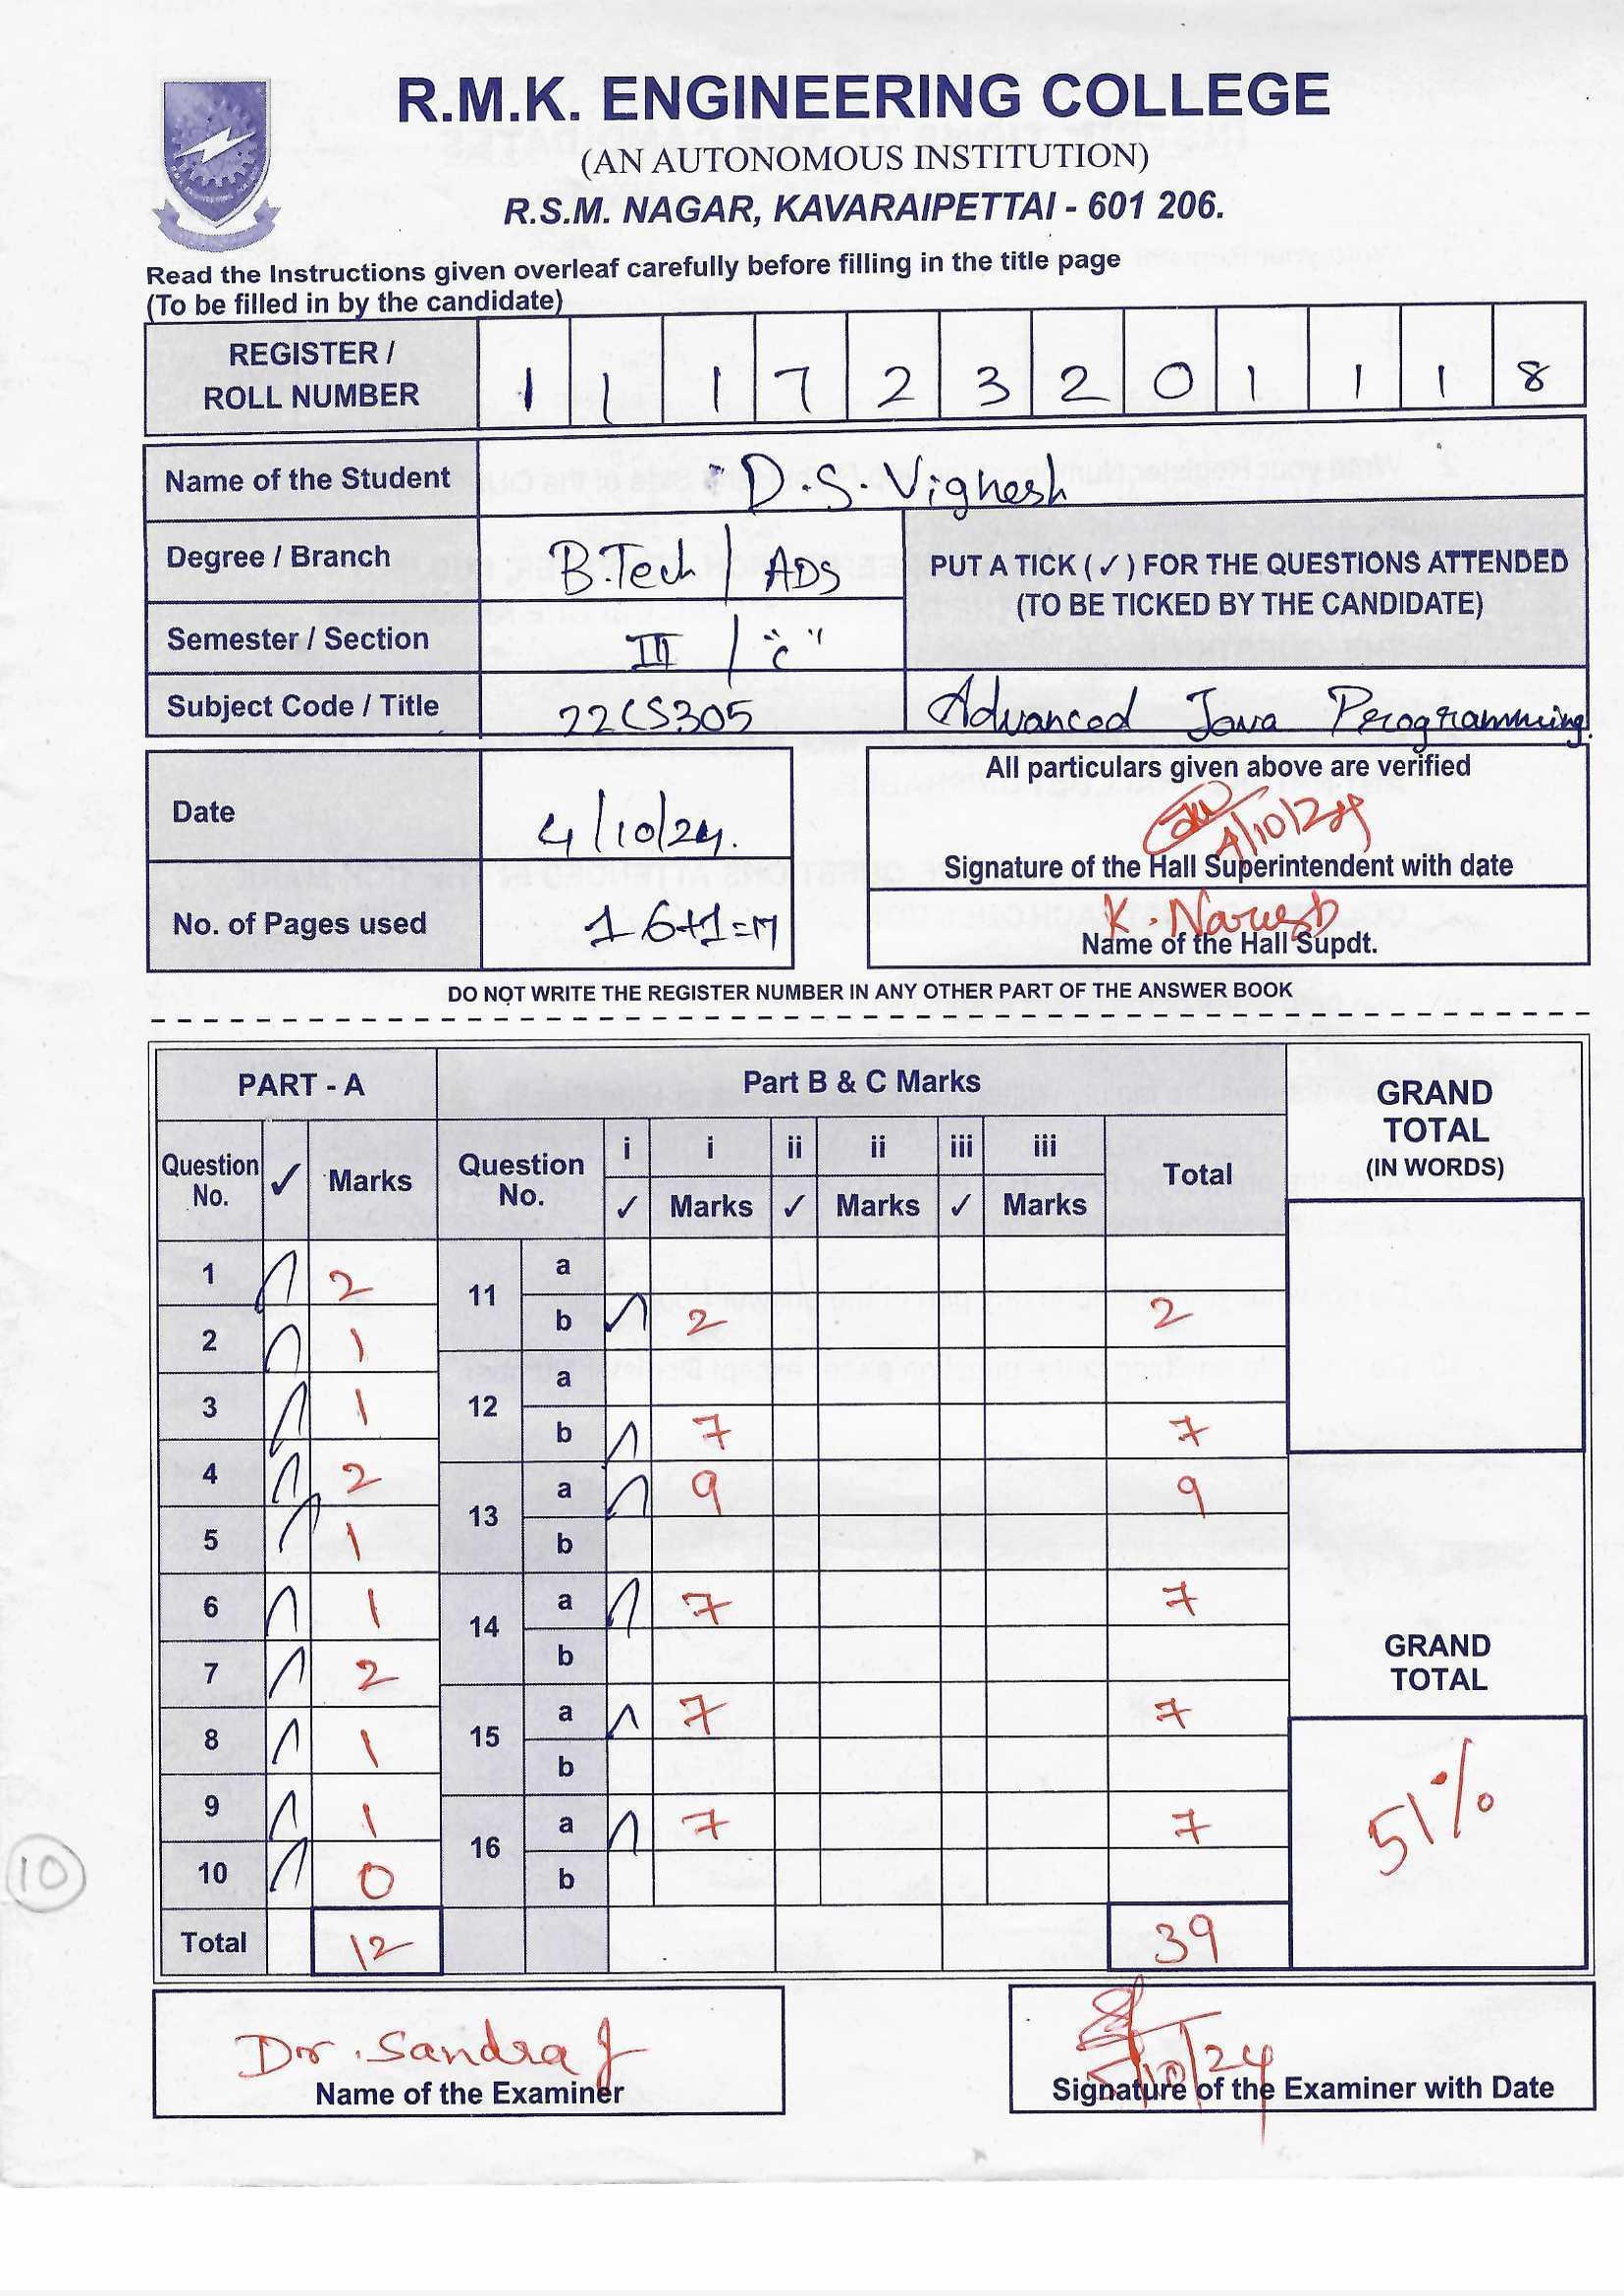 R.M.K. ENGINEERING COLLEGE
(AN AUTONOMOUS INSTITUTION)
R.S.M. NAGAR, KAVARAIPETTAI - 601 206.
Read the Instructions given overleaf carefully before filling in the title page
(To be filled in by the candidate)
REGISTER / ROLL NUMBER 1 1 1 7 2 3 2 0 1 1 1 8
Name of the Student D.S. Vighesh
Degree / Branch B.Tech / ADS
PUT A TICK (✓) FOR THE QUESTIONS ATTENDED
(TO BE TICKED BY THE CANDIDATE)
Semester / Section III / "C"
Subject Code / Title 22CS305 Advanced Java Programming
All particulars given above are verified
Date 4/10/24.
4/10/24
Signature of the Hall Superintendent with date
No. of Pages used 16+1=17
K. Naresh
Name of the Hall Supdt.
DO NOT WRITE THE REGISTER NUMBER IN ANY OTHER PART OF THE ANSWER BOOK
PART - A Part B & C Marks GRAND TOTAL (IN WORDS)
Question No. ✓ Marks Question No. i i ii ii iii iii Total
✓ Marks ✓ Marks ✓ Marks
1 ✓ 2 11 a
2 ✓ 1 b ✓ 2 2
3 ✓ 1 12 a
b ✓ 7 7
4 ✓ 2 13 a ✓ 9 9
5 ✓ 1 b
6 ✓ 1 14 a ✓ 7 7
7 ✓ 2 b
GRAND TOTAL
8 ✓ 1 15 a ✓ 7 7
b
9 ✓ 1 16 a ✓ 7 7
51%
10 ✓ 0 b
10
Total 12 39
Dr. Sandra J
Name of the Examiner
/10/24
Signature of the Examiner with Date